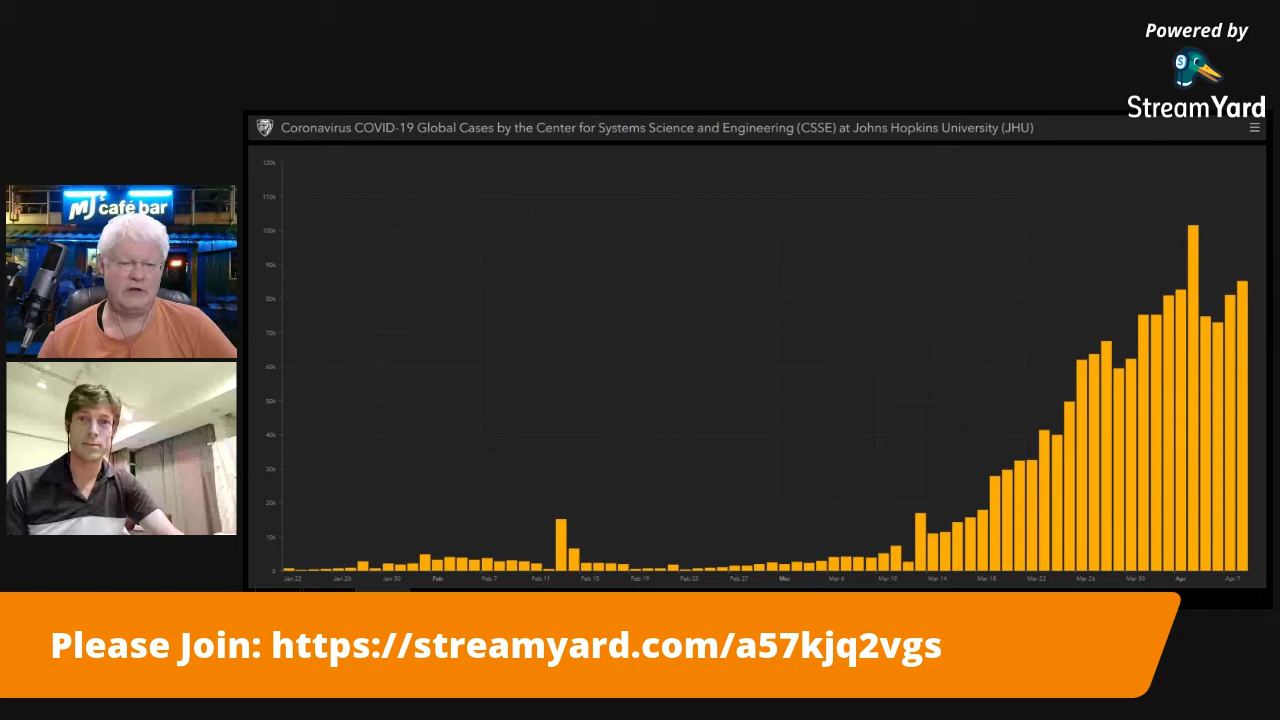 Powered by
S
StreamYard
Coronavirus COVID-19 Global Cases by the Center for Systems Science and Engineering (CSSE) at Johns Hopkins University (JHU)
MJ's café bar
120k
110k
100k
90k
80k
70k
60k
50k
40k
30k
20k
10k
0
Jan 22 Jan 26 Jan 30 Feb Feb 7 Feb 11 Feb 15 Feb 19 Feb 23 Feb 27 Mar Mar 6 Mar 10 Mar 14 Mar 18 Mar 22 Mar 26 Mar 30 Apr Apr 7
Please Join: https://streamyard.com/a57kjq2vgs